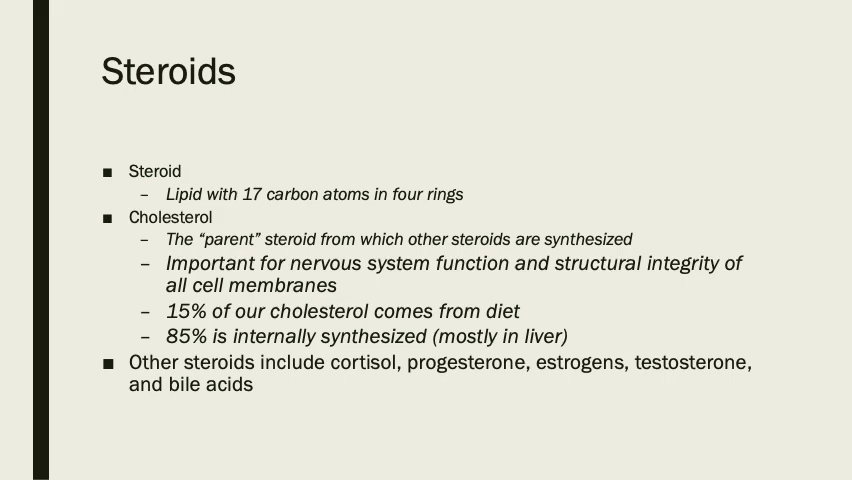 Steroids
■ Steroid
– Lipid with 17 carbon atoms in four rings
■ Cholesterol
– The “parent” steroid from which other steroids are synthesized
– Important for nervous system function and structural integrity of
all cell membranes
– 15% of our cholesterol comes from diet
– 85% is internally synthesized (mostly in liver)
■ Other steroids include cortisol, progesterone, estrogens, testosterone,
and bile acids